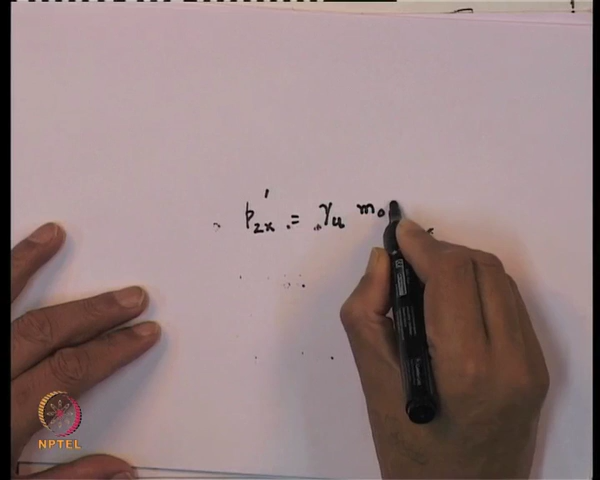 p'₂ₓ = γᵤ m₀
NPTEL